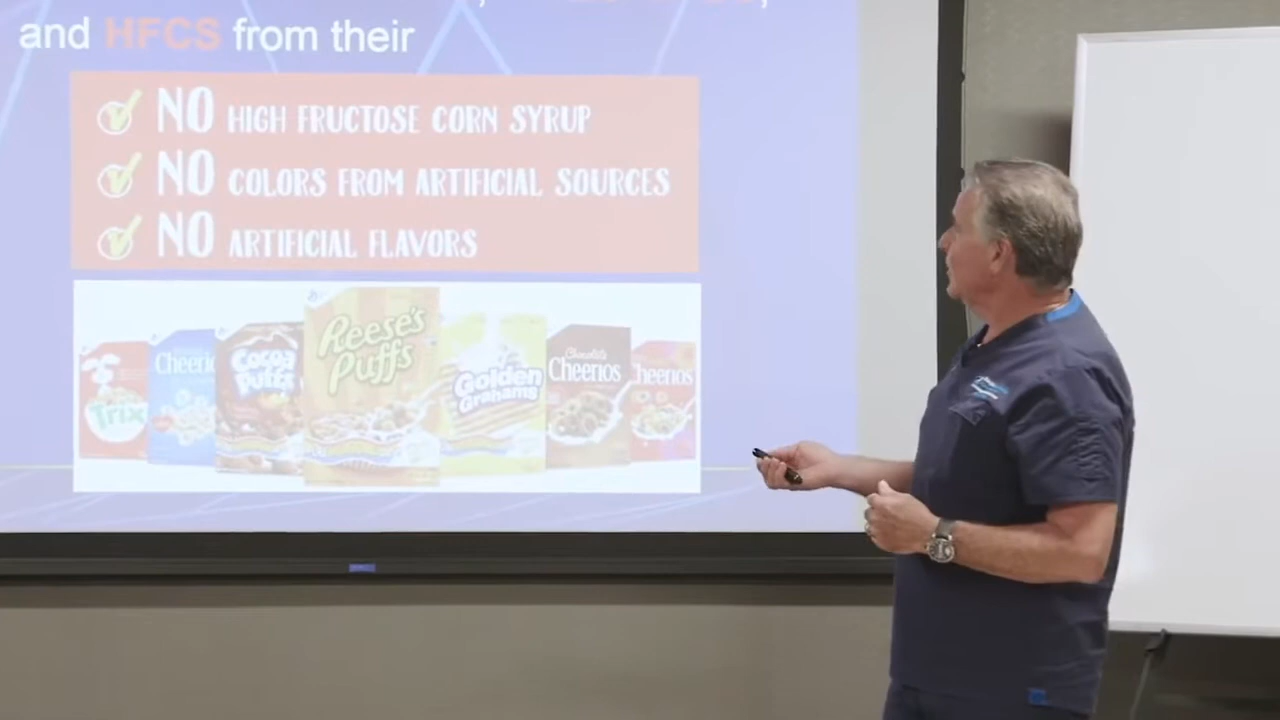 and HFCS from their
NO HIGH FRUCTOSE CORN SYRUP
NO COLORS FROM ARTIFICIAL SOURCES
NO ARTIFICIAL FLAVORS
Trix
Cheerio
Cocoa
Puffs
Reese's
Puffs
Golden
Grahams
Chocolate
Cheerios
Cheerios